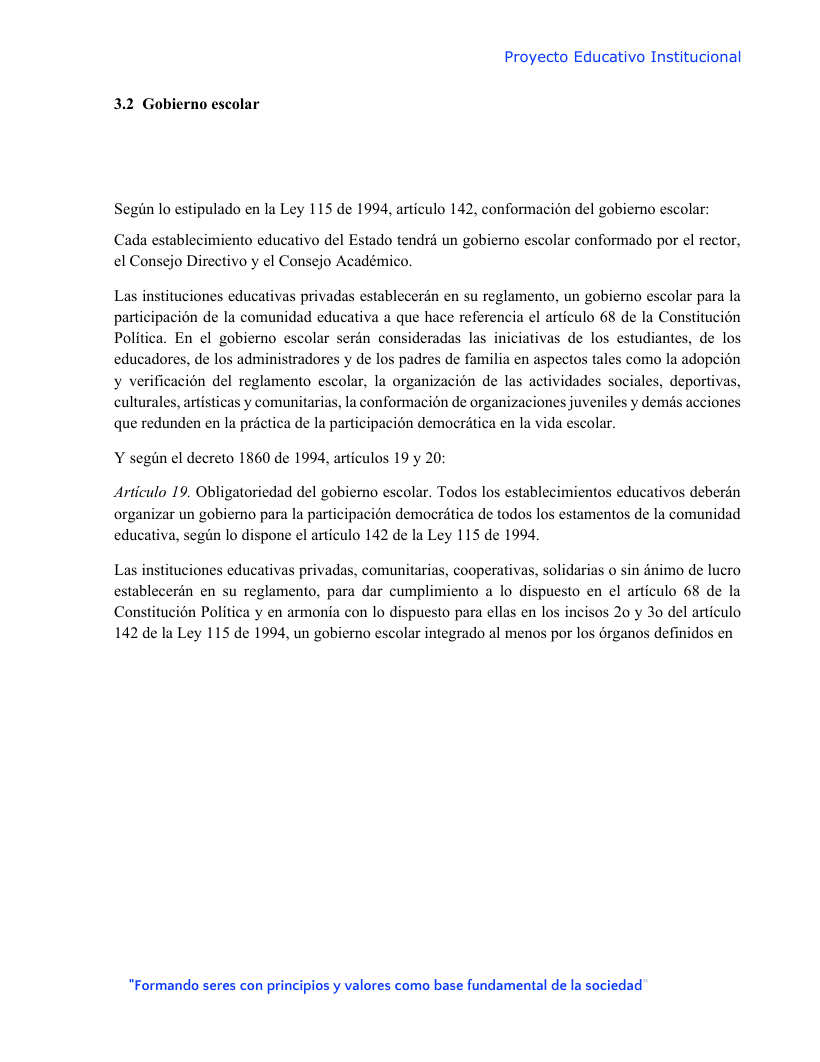 Proyecto Educativo Institucional
3.2 Gobierno escolar
Según lo estipulado en la Ley 115 de 1994, artículo 142, conformación del gobierno escolar:
Cada establecimiento educativo del Estado tendrá un gobierno escolar conformado por el rector,
el Consejo Directivo y el Consejo Académico.
Las instituciones educativas privadas establecerán en su reglamento, un gobierno escolar para la
participación de la comunidad educativa a que hace referencia el artículo 68 de la Constitución
Política. En el gobierno escolar serán consideradas las iniciativas de los estudiantes, de los
educadores, de los administradores y de los padres de familia en aspectos tales como la adopción
y verificación del reglamento escolar, la organización de las actividades sociales, deportivas,
culturales, artísticas y comunitarias, la conformación de organizaciones juveniles y demás acciones
que redunden en la práctica de la participación democrática en la vida escolar.
Y según el decreto 1860 de 1994, artículos 19 y 20:
Artículo 19. Obligatoriedad del gobierno escolar. Todos los establecimientos educativos deberán
organizar un gobierno para la participación democrática de todos los estamentos de la comunidad
educativa, según lo dispone el artículo 142 de la Ley 115 de 1994.
Las instituciones educativas privadas, comunitarias, cooperativas, solidarias o sin ánimo de lucro
establecerán en su reglamento, para dar cumplimiento a lo dispuesto en el artículo 68 de la
Constitución Política y en armonía con lo dispuesto para ellas en los incisos 2o y 3o del artículo
142 de la Ley 115 de 1994, un gobierno escolar integrado al menos por los órganos definidos en
"Formando seres con principios y valores como base fundamental de la sociedad"